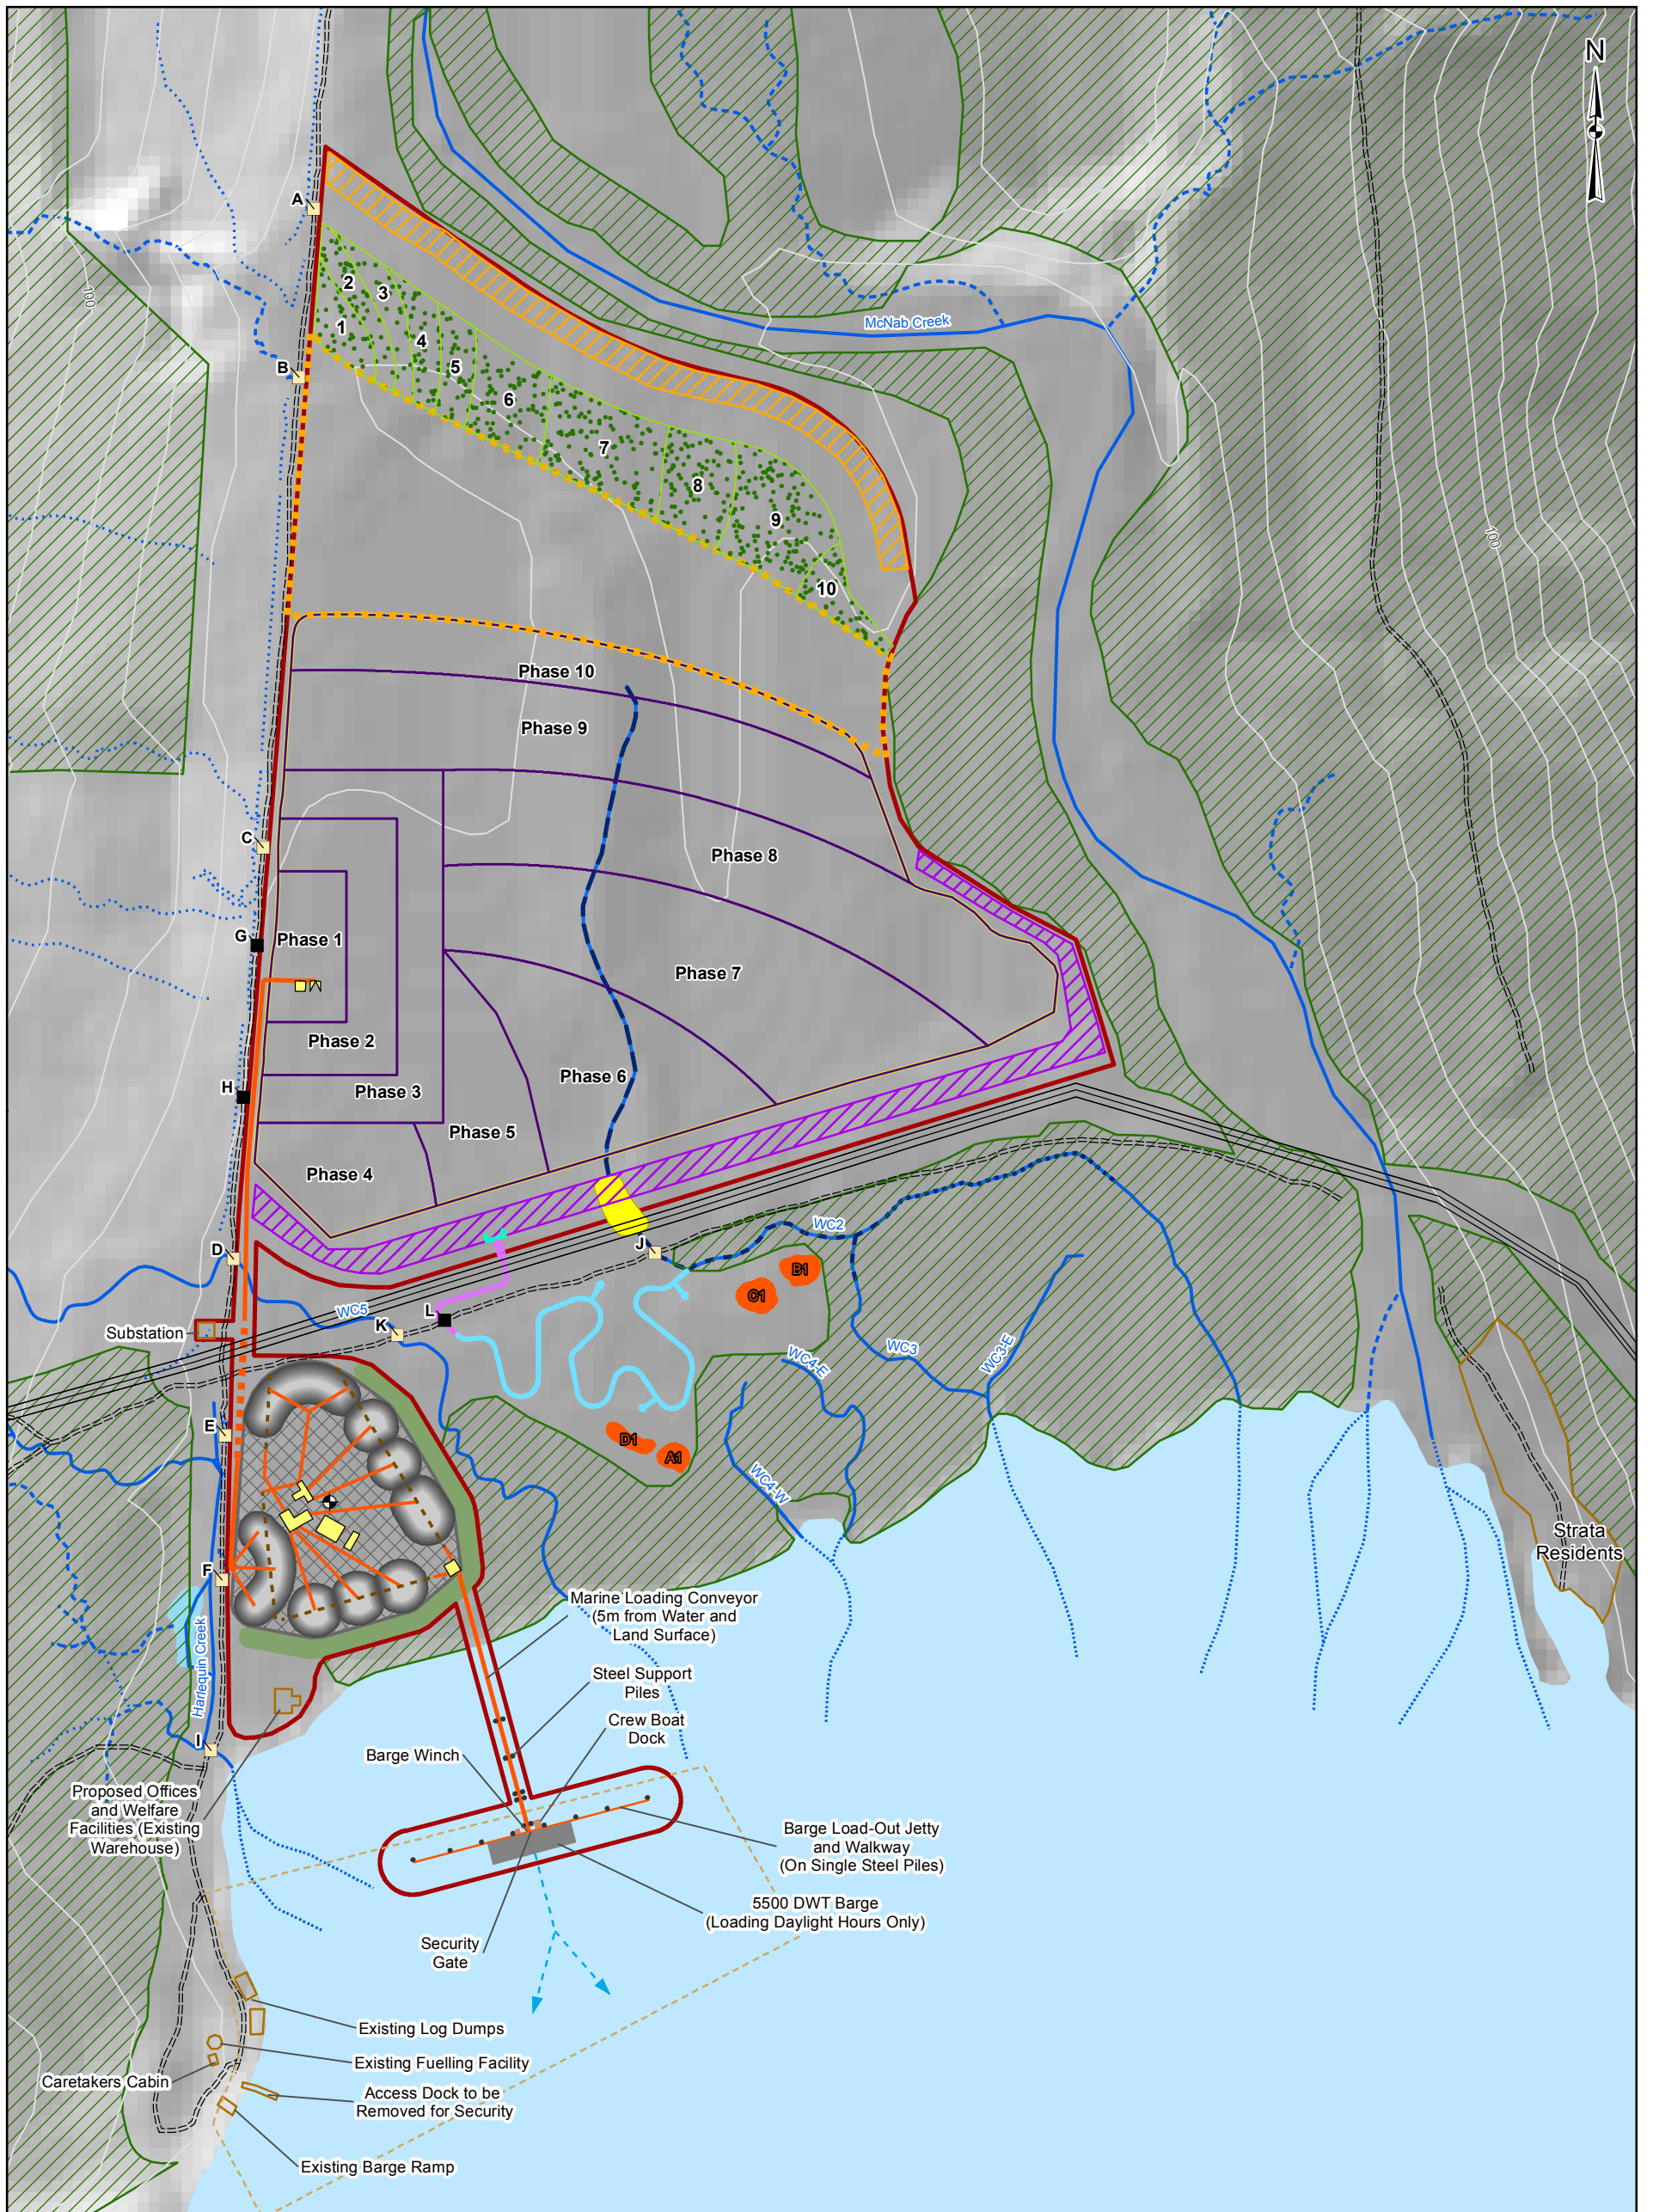 N
A
2
3
100
1
McNab Creek
4
B
5
6
7
8
9
100
10
Phase 10
Phase 9
C
Phase 8
G
Phase 1
Phase 7
Phase 2
Phase 6
H
Phase 3
Phase 5
Phase 4
WC2
J
D
B1
C1
WC5
L
K
Substation
WC3
WC3-E
WC4-E
E
D1
A1
WC4-W
Strata
Residents
F
Marine Loading Conveyor
(5m from Water and
Land Surface)
Harlequin Creek
Steel Support
Piles
Crew Boat
Dock
I
Barge Winch
Proposed Offices
and Welfare
Facilities (Existing
Warehouse)
Barge Load-Out Jetty
and Walkway
(On Single Steel Piles)
5500 DWT Barge
(Loading Daylight Hours Only)
Security
Gate
Existing Log Dumps
Existing Fuelling Facility
Caretakers Cabin
Access Dock to be
Removed for Security
Existing Barge Ramp